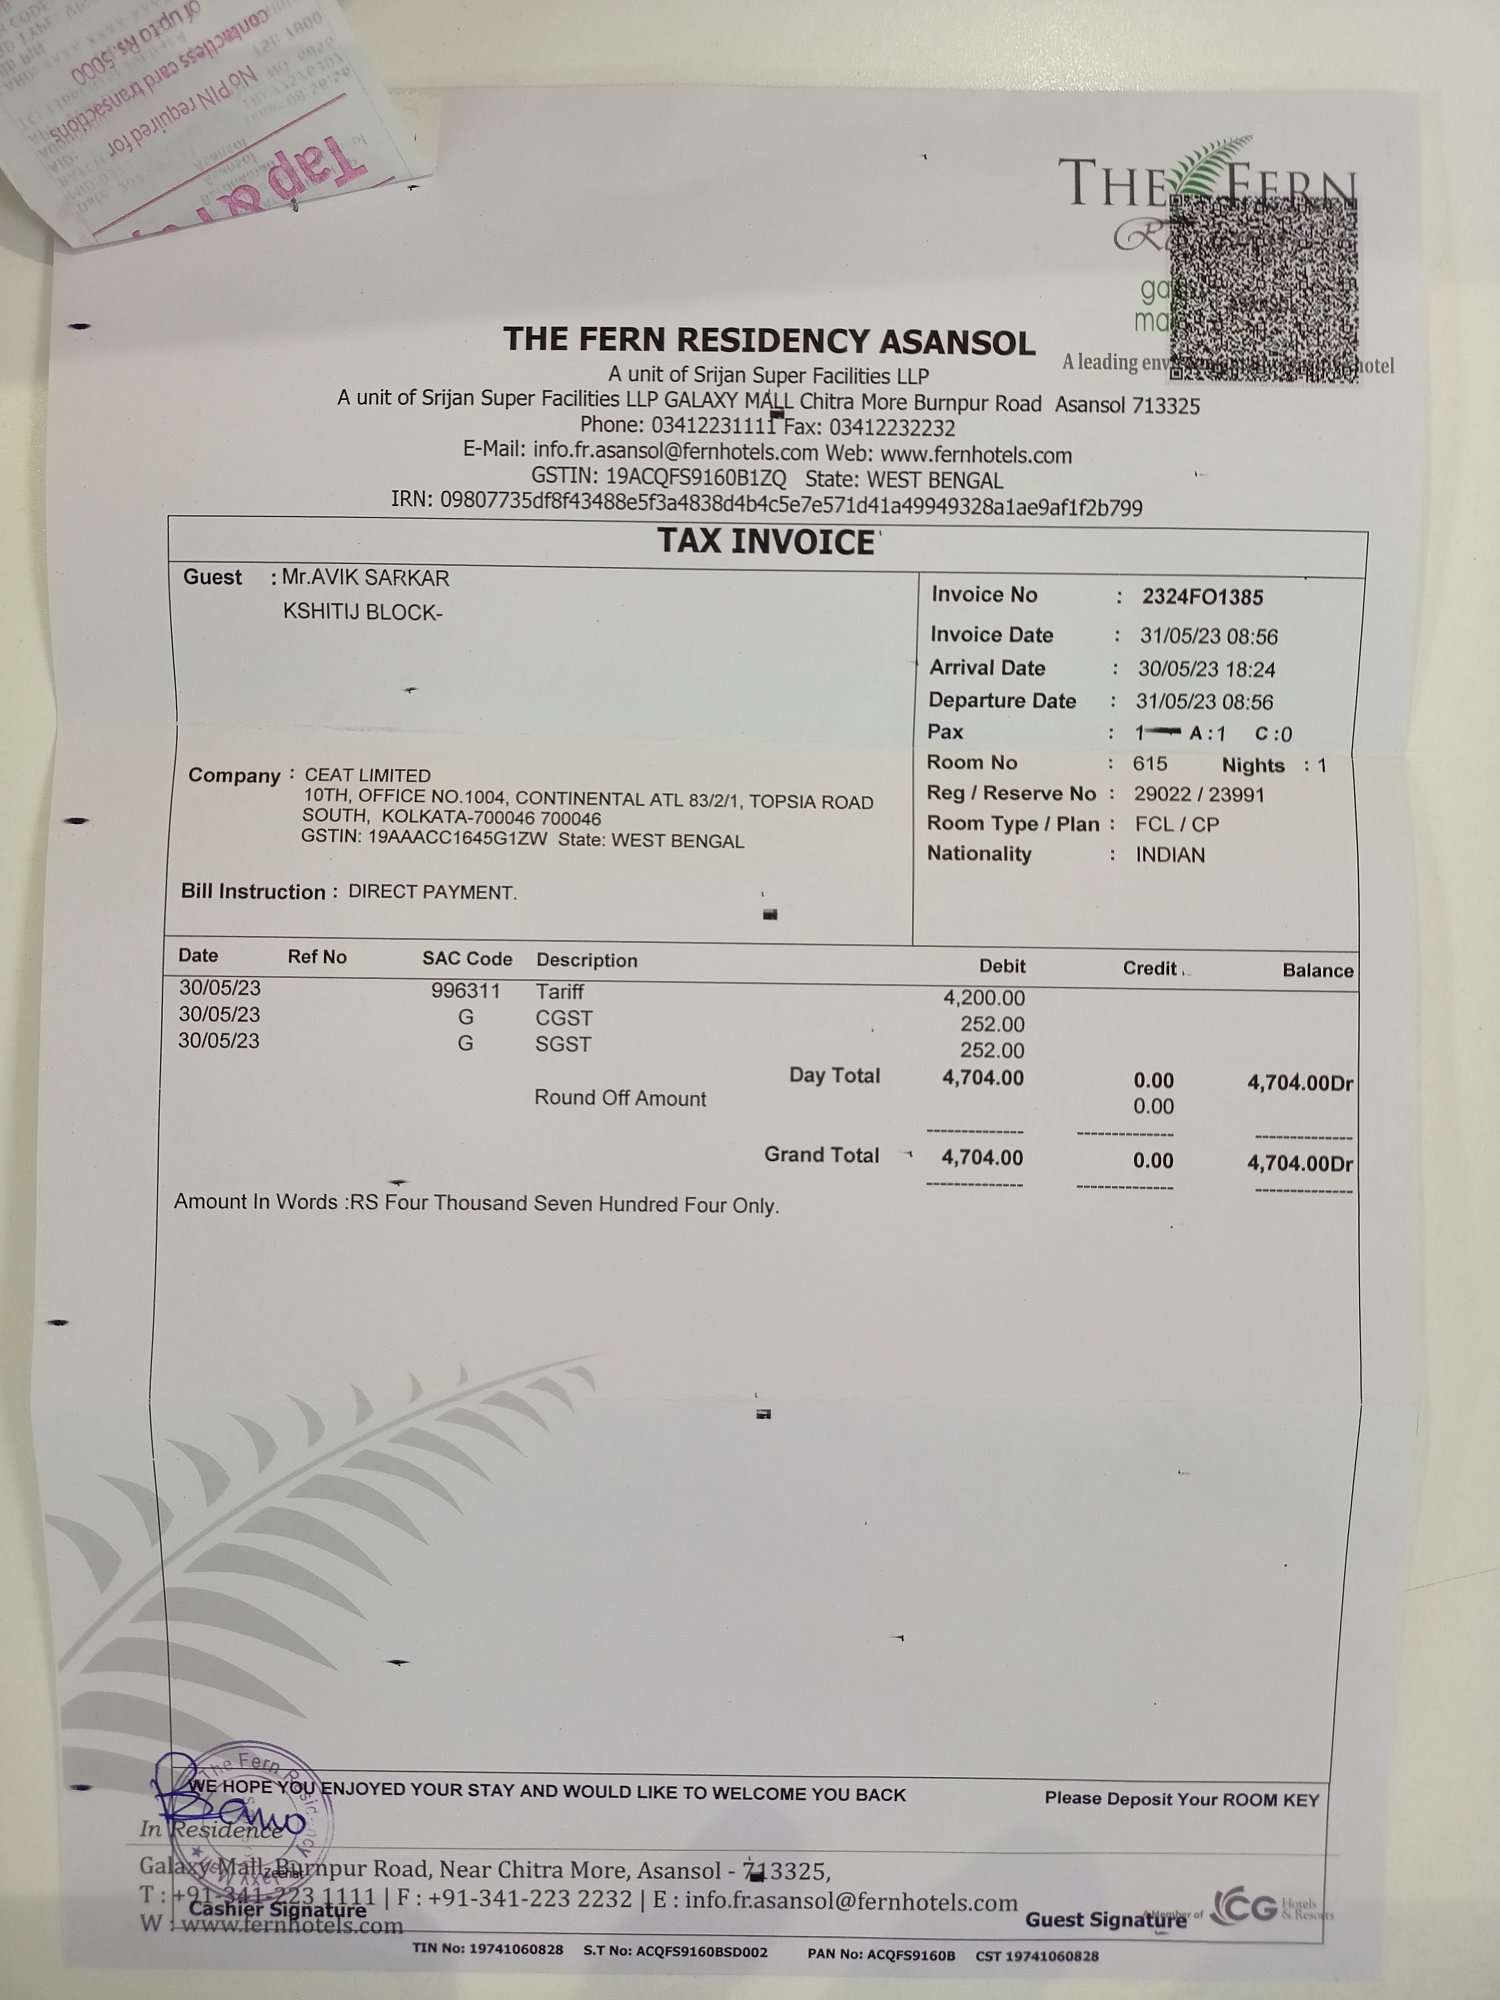 of up to Rs. 5000
contactless card transactions
No PIN required for
Tap &
THE FERN
A leading env
hotel
THE FERN RESIDENCY ASANSOL
A unit of Srijan Super Facilities LLP
A unit of Srijan Super Facilities LLP GALAXY MALL Chitra More Burnpur Road Asansol 713325
Phone: 03412231111 Fax: 03412232232
E-Mail: info.fr.asansol@fernhotels.com Web: www.fernhotels.com
GSTIN: 19ACQFS9160B1ZQ State: WEST BENGAL
IRN: 09807735df8f43488e5f3a4838d4b4c5e7e571d41a49949328a1ae9af1f2b799
TAX INVOICE
Guest : Mr.AVIK SARKAR
KSHITIJ BLOCK-
Invoice No : 2324FO1385
Invoice Date : 31/05/23 08:56
Arrival Date : 30/05/23 18:24
Departure Date : 31/05/23 08:56
Pax : 1 A :1 C :0
Room No : 615 Nights : 1
Reg / Reserve No : 29022 / 23991
Room Type / Plan : FCL / CP
Nationality : INDIAN
Company : CEAT LIMITED
10TH, OFFICE NO.1004, CONTINENTAL ATL 83/2/1, TOPSIA ROAD
SOUTH, KOLKATA-700046 700046
GSTIN: 19AAACC1645G1ZW State: WEST BENGAL
Bill Instruction : DIRECT PAYMENT.
Date Ref No SAC Code Description Debit Credit Balance
30/05/23 996311 Tariff 4,200.00
30/05/23 G CGST 252.00
30/05/23 G SGST 252.00
Day Total 4,704.00 0.00 4,704.00Dr
Round Off Amount 0.00
Grand Total 4,704.00 0.00 4,704.00Dr
Amount In Words :RS Four Thousand Seven Hundred Four Only.
WE HOPE YOU ENJOYED YOUR STAY AND WOULD LIKE TO WELCOME YOU BACK
Please Deposit Your ROOM KEY
In Residence
Galaxy Mall, Burnpur Road, Near Chitra More, Asansol - 713325,
T : +91-341-223 1111 | F : +91-341-223 2232 | E : info.fr.asansol@fernhotels.com
Cashier Signature
W : www.fernhotels.com
Guest Signature
A Member of CG Hotels & Resorts
TIN No: 19741060828 S.T No: ACQFS9160BSD002 PAN No: ACQFS9160B CST 19741060828